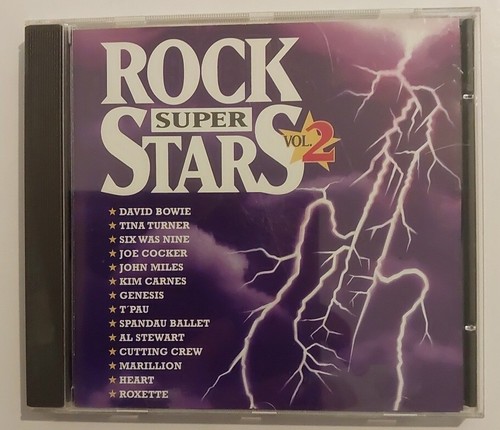 ROCK
SUPER
STARS
VOL. 2
DAVID BOWIE
TINA TURNER
SIX WAS NINE
JOE COCKER
JOHN MILES
KIM CARNES
GENESIS
T´PAU
SPANDAU BALLET
AL STEWART
CUTTING CREW
MARILLION
HEART
ROXETTE